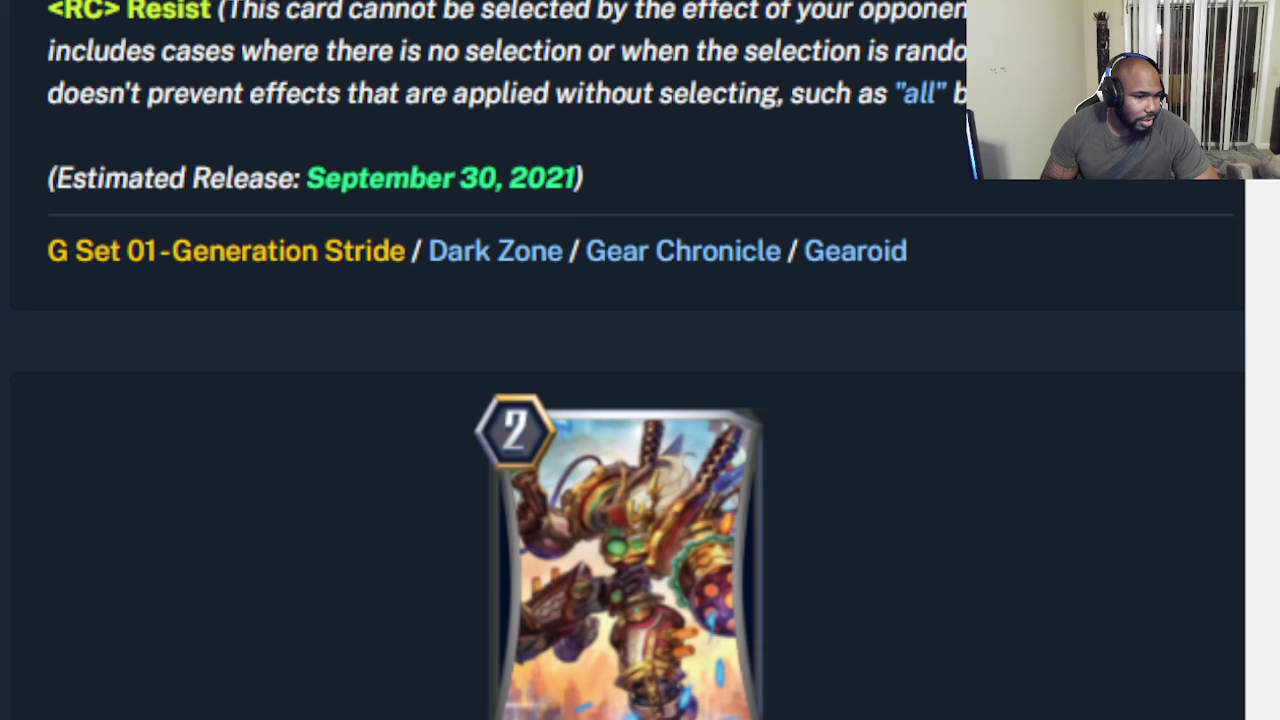 <RC> Resist (This card cannot be selected by the effect of your opponen
includes cases where there is no selection or when the selection is rando
doesn't prevent effects that are applied without selecting, such as "all" b
(Estimated Release: September 30, 2021)
G Set 01 - Generation Stride / Dark Zone / Gear Chronicle / Gearoid
2